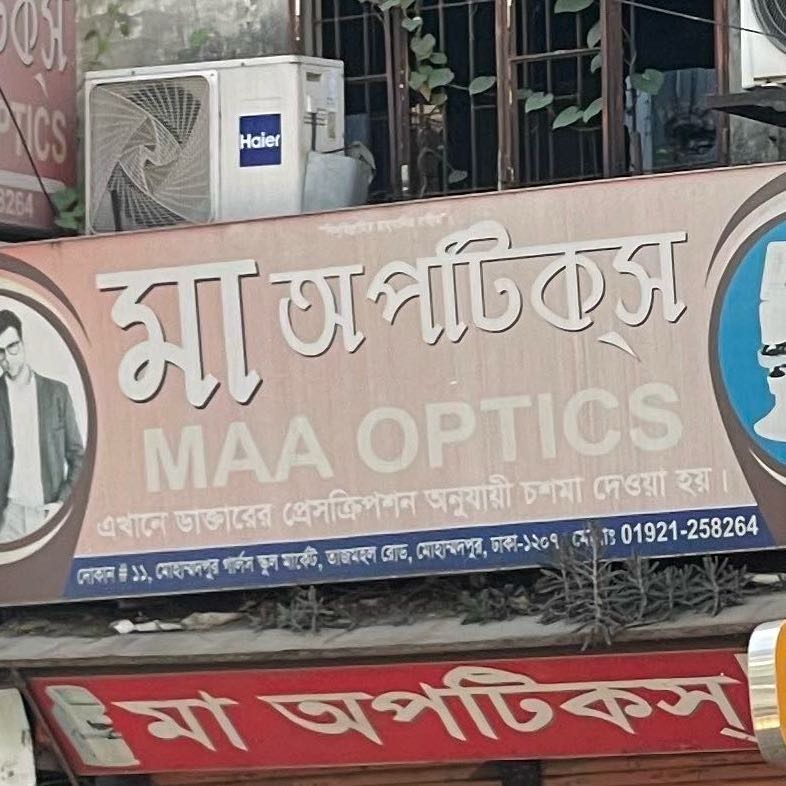 Haier
মা অপটিক্স
MAA OPTICS
এখানে ডাক্তারের প্রেসক্রিপশন অনুযায়ী চশমা দেওয়া হয়।
দোকান # ১১, মোহাম্মদপুর গার্লস স্কুল মার্কেট, তাজমহল রোড, মোহাম্মদপুর, ঢাকা-১২০৭ 01921-258264
মা অপটিকস্